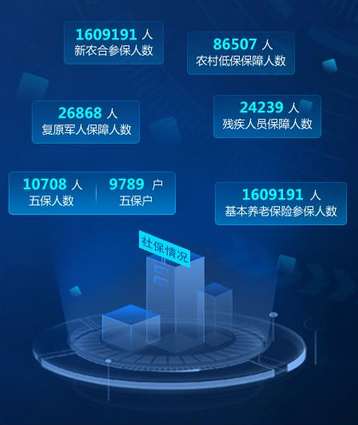 1609191 人
新农合参保人数
86507 人
农村低保保障人数
26868 人
复原军人保障人数
24239 人
残疾人员保障人数
10708 人 9789 户
五保人数 五保户
1609191 人
基本养老保险参保人数
社保情况